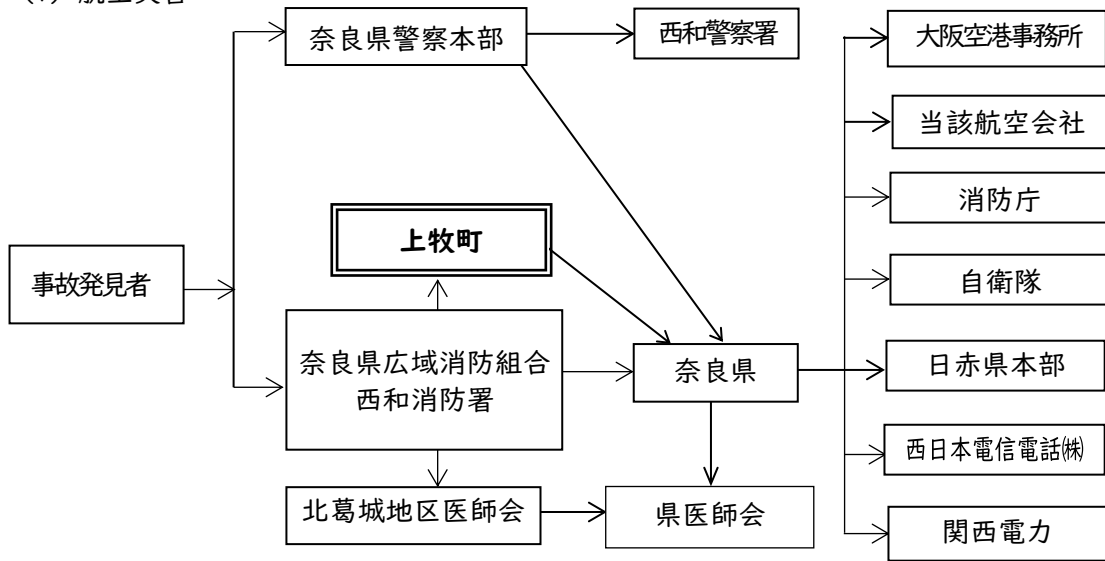 奈良県警察本部
西和警察署
大阪空港事務所
当該航空会社
消防庁
上牧町
事故発見者
自衛隊
奈良県広域消防組合
西和消防署
奈良県
日赤県本部
西日本電信電話㈱
北葛城地区医師会
県医師会
関西電力